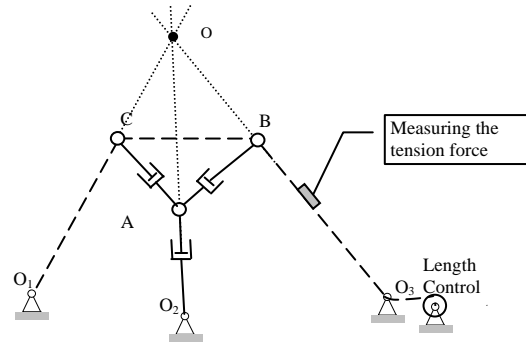 O
C
B
Measuring the
tension force
A
O₁
O₂
O₃
Length
Control